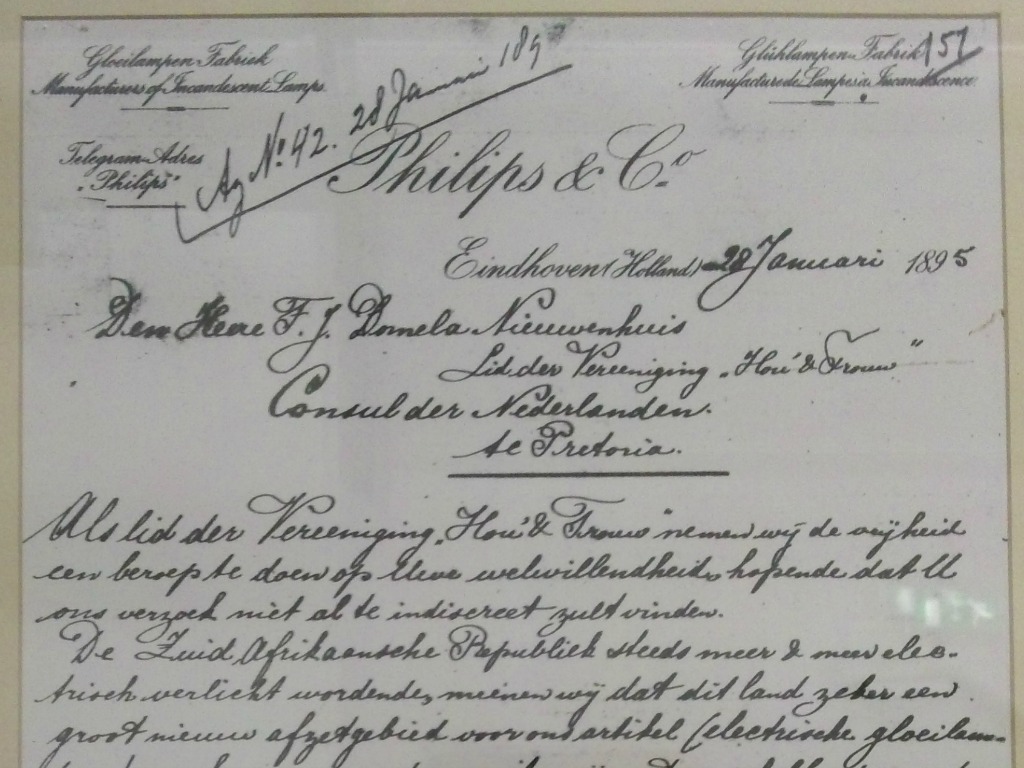 Gloeilampen-Fabriek
Manufacturers of Incandescent Lamps
Glühlampen-Fabrik 157
Manufacture de Lampes à Incandescence
Telegram-Adres
"Philips"
Ag No. 42. 28 Januari 189
Philips & Co.
Eindhoven (Holland) 28 Januari 1895
Dem Heere F. J. Domela Nieuwenhuis
Lid der Vereeniging „Hou' & Trouw"
Consul der Nederlanden.
te Pretoria.
Als lid der Vereeniging „Hou' & Trouw" nemen wij de vrijheid
een beroep te doen op Uwe welwillendheid, hopende dat U
ons verzoek niet al te indiscreet zult vinden.
De Zuid Afrikaansche Republiek steeds meer & meer elec-
trisch verlicht wordende, meinen wij dat dit land zeker een
groot nieuw afzetgebied voor ons artikel (electrische gloeilam-